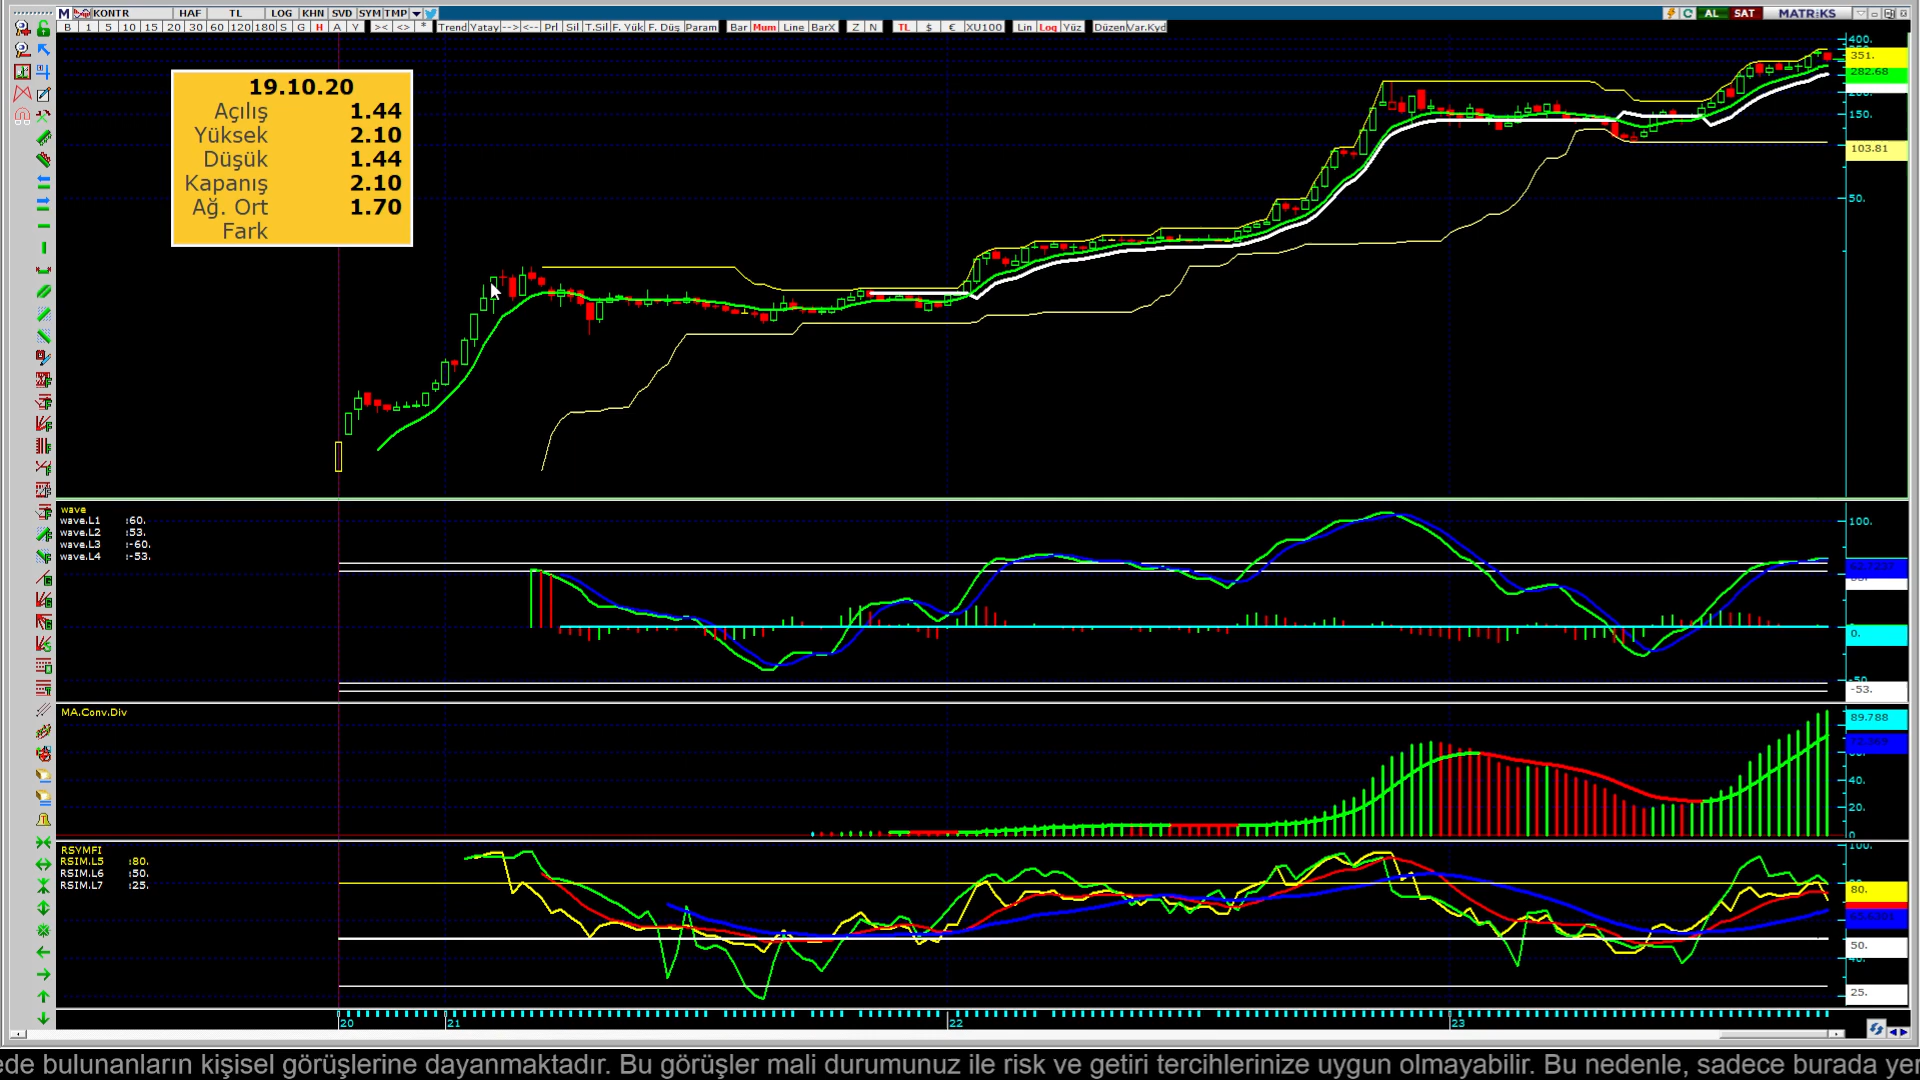 M KONTR HAF TL LOG KHN SVD SYM TMP AL SAT MATRiKS
B 1 5 10 15 20 30 60 120 180 S G H A Y >< <> * Trend Yatay --> <-- Prl Sil T.Sil F. Yük F. Düş Param Bar Mum Line BarX Z N TL $ € XU100 Lin Log Yüz Düzen Var.Kyd
19.10.20
Açılış 1.44
Yüksek 2.10
Düşük 1.44
Kapanış 2.10
Ağ. Ort 1.70
Fark
400.
351.
282.68
150.
103.81
50.
wave
wave.L1 :60.
wave.L2 :53.
wave.L3 :-60.
wave.L4 :-53.
100.
0.
-50.
-53.
MA.Conv.Div
89.788
40.
20.
0
RSYMFI
RSIM.L5 :80.
RSIM.L6 :50.
RSIM.L7 :25.
100.
80.
50.
40.
25.
20 21 22 23
ede bulunanların kişisel görüşlerine dayanmaktadır. Bu görüşler mali durumunuz ile risk ve getiri tercihlerinize uygun olmayabilir. Bu nedenle, sadece burada yer